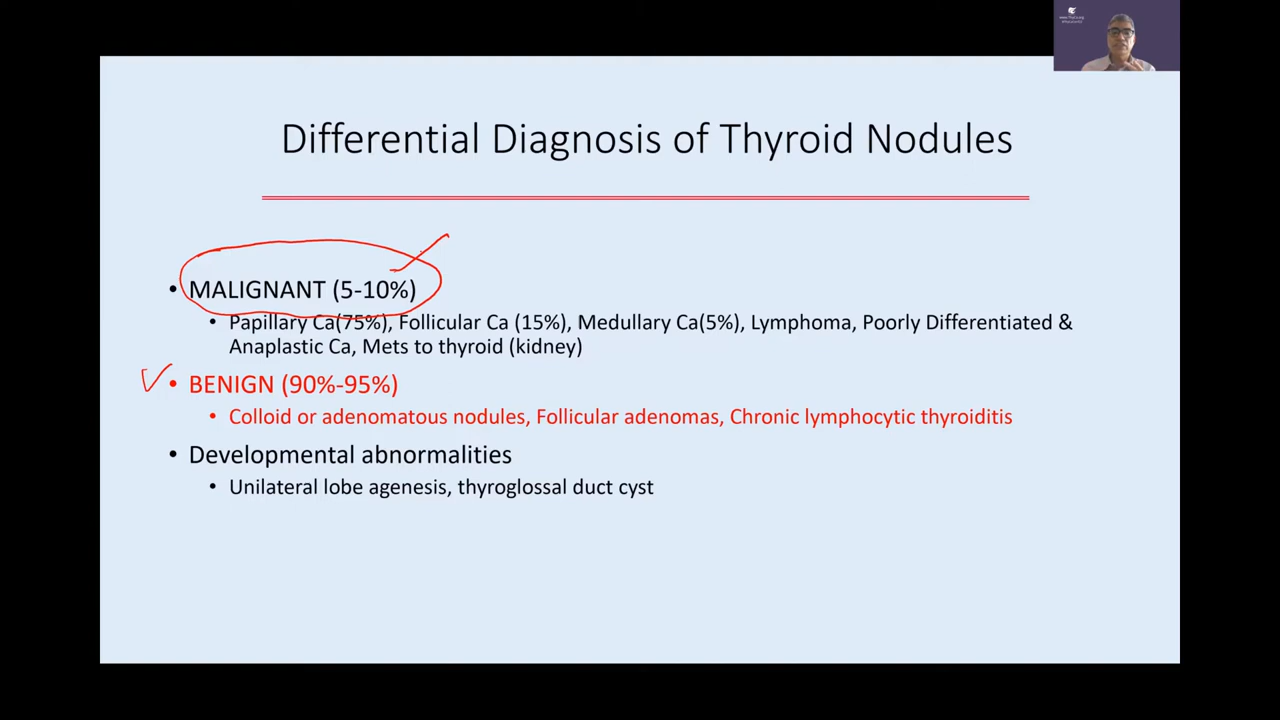 Differential Diagnosis of Thyroid Nodules
• MALIGNANT (5-10%)
• Papillary Ca(75%), Follicular Ca (15%), Medullary Ca(5%), Lymphoma, Poorly Differentiated &
Anaplastic Ca, Mets to thyroid (kidney)
• BENIGN (90%-95%)
• Colloid or adenomatous nodules, Follicular adenomas, Chronic lymphocytic thyroiditis
• Developmental abnormalities
• Unilateral lobe agenesis, thyroglossal duct cyst